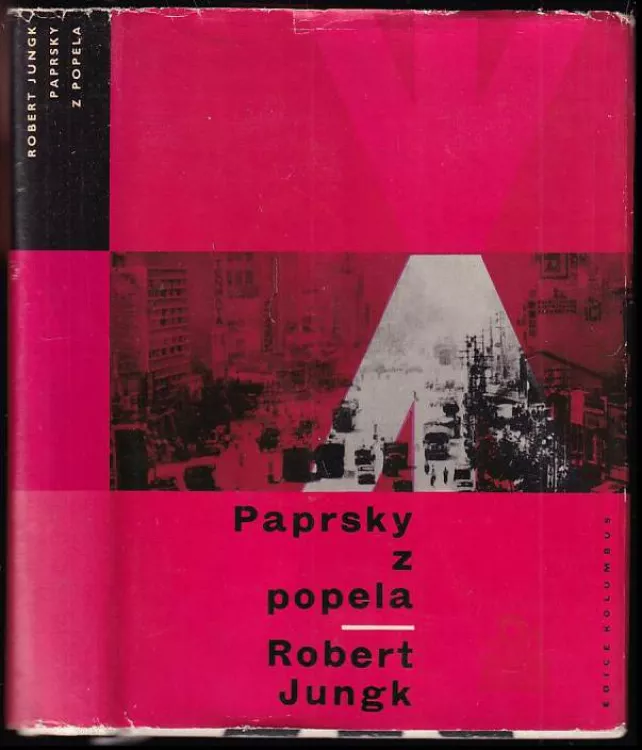 ROBERT JUNGK
PAPRSKY
Z POPELA
Paprsky
z
popela
Robert
Jungk
EDICE KOLUMBUS